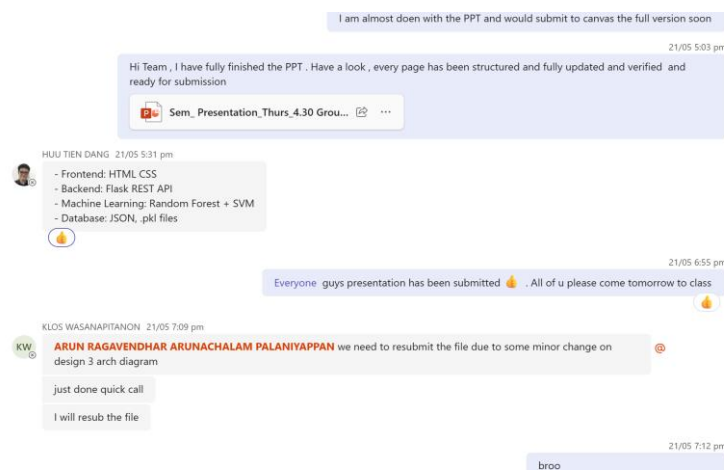 I am almost doen with the PPT and would submit to canvas the full version soon
21/05 5:03 pm
Hi Team , I have fully finished the PPT . Have a look , every page has been structured and fully updated and verified and
ready for submission
Sem_ Presentation_Thurs_4.30 Grou...
HUU TIEN DANG 21/05 5:31 pm
- Frontend: HTML CSS
- Backend: Flask REST API
- Machine Learning: Random Forest + SVM
- Database: JSON, .pkl files
21/05 6:55 pm
Everyone guys presentation has been submitted 👍 . All of u please come tomorrow to class
KLOS WASANAPITANON 21/05 7:09 pm
KW
ARUN RAGAVENDHAR ARUNACHALAM PALANIYAPPAN we need to resubmit the file due to some minor change on
design 3 arch diagram
@
just done quick call
I will resub the file
21/05 7:12 pm
broo